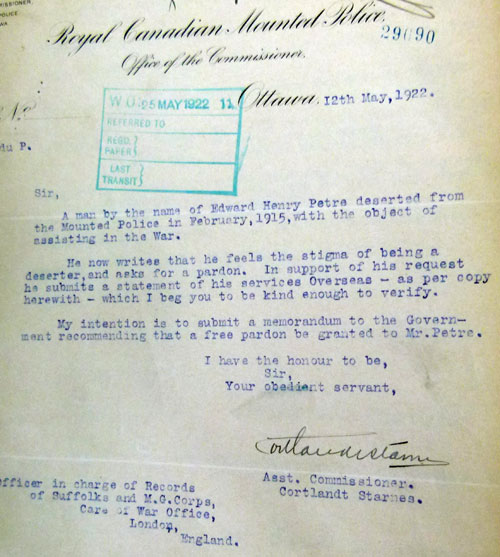 MISSIONER,
POLICE
WA
Royal Canadian Mounted Police
29090
Office of the Commissioner.
Ottawa. 12th May, 1922.
No
W.O. 25 MAY 1922 11
REFERRED TO
REGD.
PAPER
LAST
TRANSIT
du P.
Sir,
A man by the name of Edward Henry Petre deserted from
the Mounted Police in February, 1915, with the object of
assisting in the War.
He now writes that he feels the stigma of being a
deserter, and asks for a pardon. In support of his request
he submits a statement of his services Overseas - as per copy
herewith - which I beg you to be kind enough to verify.
My intention is to submit a memorandum to the Govern-
ment recommending that a free pardon be granted to Mr. Petre.
I have the honour to be,
Sir,
Your obedient servant,
Cortlandt Starnes
Asst. Commissioner.
Cortlandt Starnes.
Officer in charge of Records
of Suffolks and M.G. Corps,
Care of War Office,
London,
England.